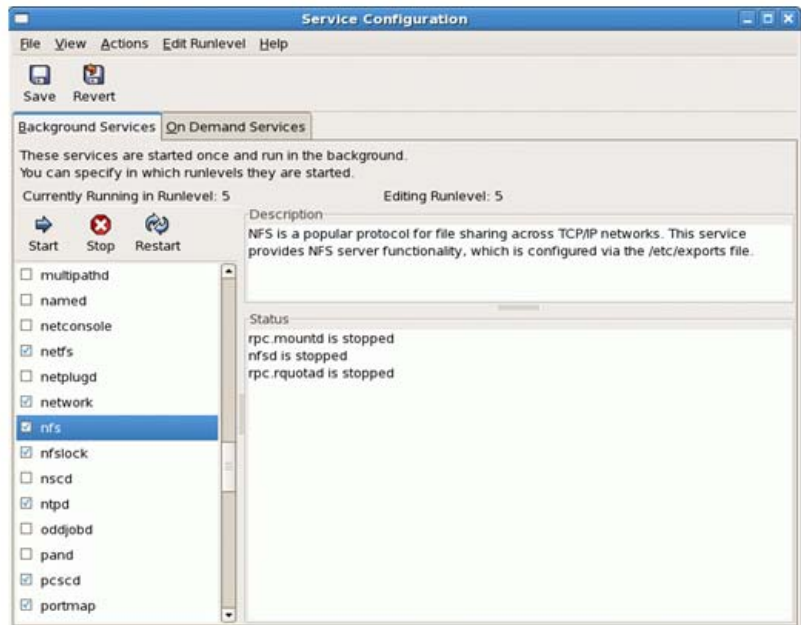 Service Configuration
File View Actions Edit Runlevel Help
Save Revert
Background Services On Demand Services
These services are started once and run in the background.
You can specify in which runlevels they are started.
Currently Running in Runlevel: 5 Editing Runlevel: 5
Start Stop Restart
multipathd
named
netconsole
netfs
netplugd
network
nfs
nfslock
nscd
ntpd
oddjobd
pand
pcscd
portmap
Description
NFS is a popular protocol for file sharing across TCP/IP networks. This service
provides NFS server functionality, which is configured via the /etc/exports file.
Status
rpc.mountd is stopped
nfsd is stopped
rpc.rquotad is stopped